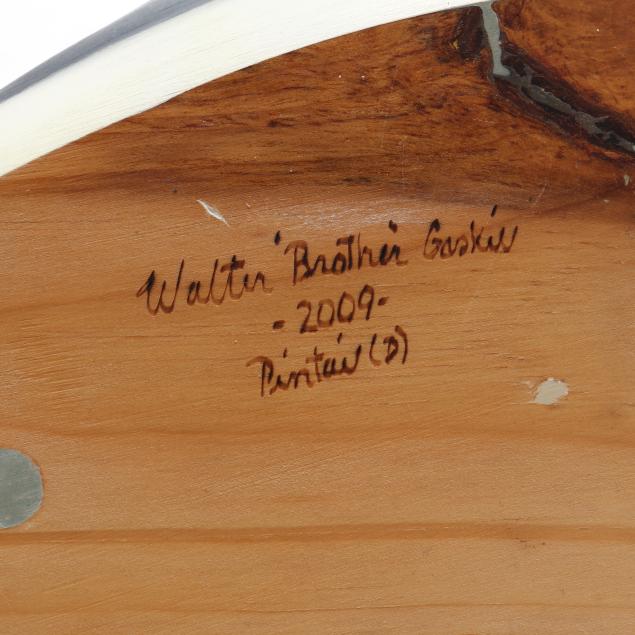 Walter 'Brother' Gaskill
- 2009 -
Pintail (D)